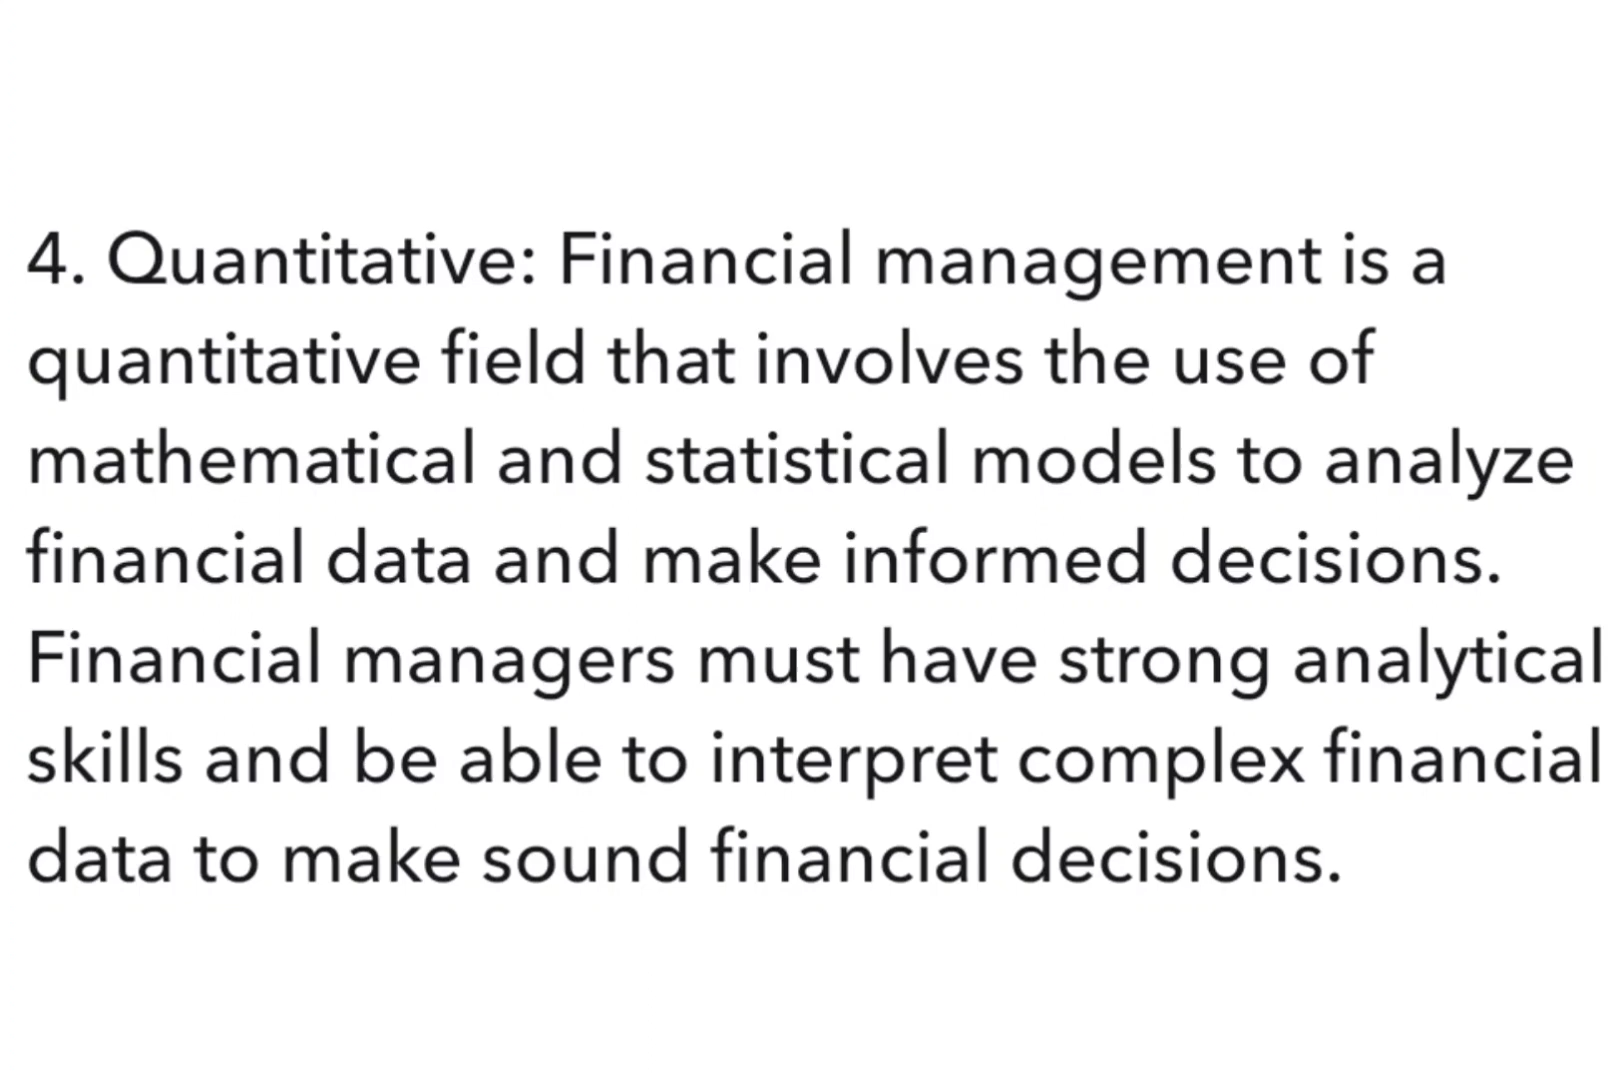 4. Quantitative: Financial management is a
quantitative field that involves the use of
mathematical and statistical models to analyze
financial data and make informed decisions.
Financial managers must have strong analytical
skills and be able to interpret complex financial
data to make sound financial decisions.